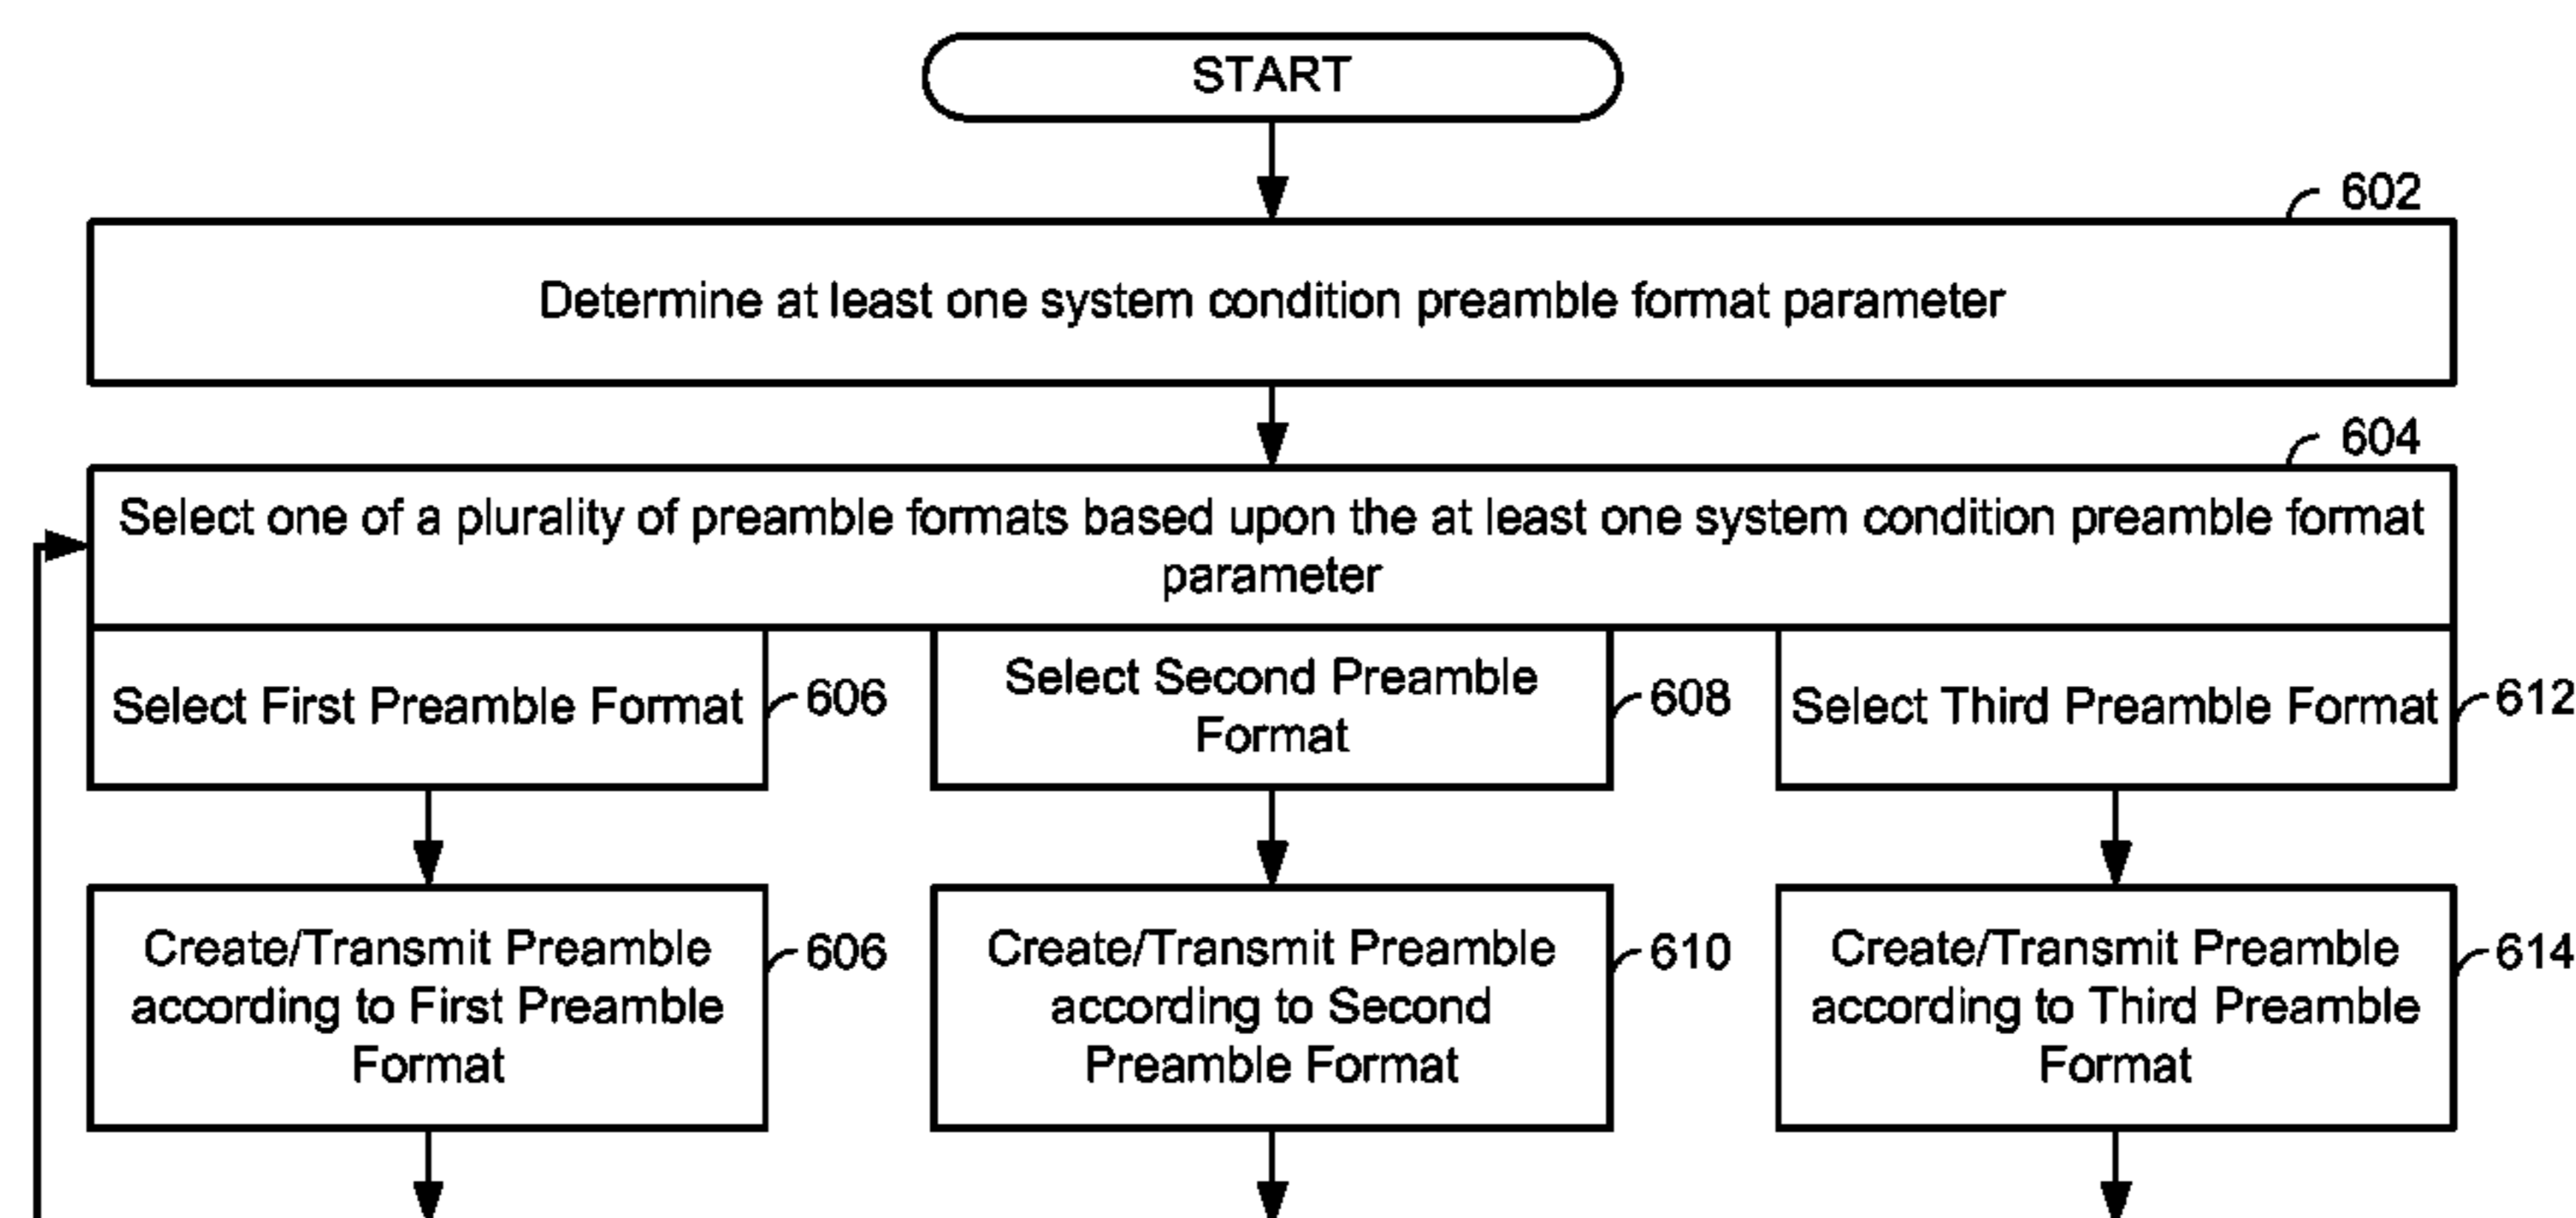 START
602
Determine at least one system condition preamble format parameter
604
Select one of a plurality of preamble formats based upon the at least one system condition preamble format
parameter
Select First Preamble Format
606
Select Second Preamble
Format
608
Select Third Preamble Format
612
Create/Transmit Preamble
according to First Preamble
Format
606
Create/Transmit Preamble
according to Second
Preamble Format
610
Create/Transmit Preamble
according to Third Preamble
Format
614